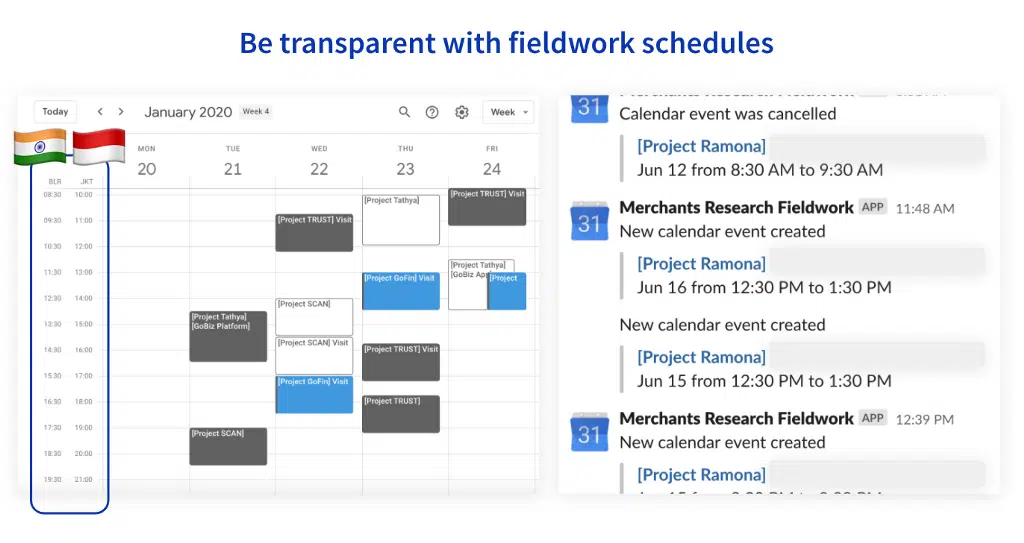 Be transparent with fieldwork schedules
Today
January 2020
Week 4
Week
MON
TUE
WED
THU
FRI
20
21
22
23
24
BLR JKT
08:30 10:00
09:30 11:00
10:30 12:00
11:30 13:00
12:30 14:00
13:30 15:00
14:30 16:00
15:30 17:00
16:30 18:00
17:30 19:00
18:30 20:00
19:30 21:00
[Project Tathya]
[GoBiz Platform]
[Project SCAN]
[Project TRUST] Visit
[Project SCAN]
[Project SCAN] Visit
[Project GoFin] Visit
[Project Tathya]
[Project GoFin] Visit
[Project TRUST] Visit
[Project TRUST]
[Project TRUST] Visit
[Project Tathya]
[GoBiz App
[Project
31
Calendar event was cancelled
[Project Ramona]
Jun 12 from 8:30 AM to 9:30 AM
31
Merchants Research Fieldwork APP 11:48 AM
New calendar event created
[Project Ramona]
Jun 16 from 12:30 PM to 1:30 PM
New calendar event created
[Project Ramona]
Jun 15 from 12:30 PM to 1:30 PM
31
Merchants Research Fieldwork APP 12:39 PM
New calendar event created
[Project Ramona]